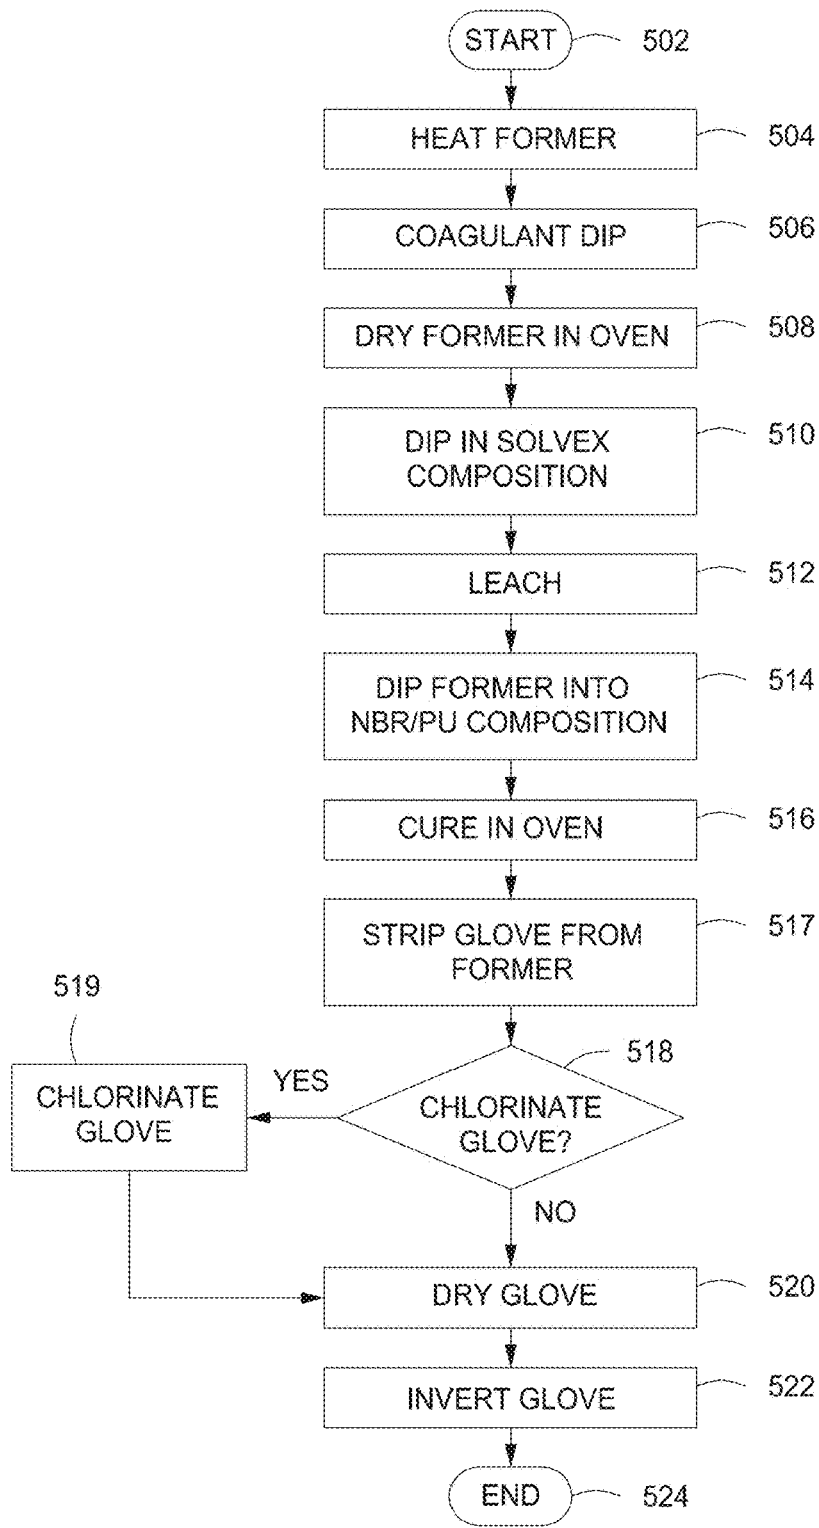 START
502
HEAT FORMER
504
COAGULANT DIP
506
DRY FORMER IN OVEN
508
DIP IN SOLVEX
COMPOSITION
510
LEACH
512
DIP FORMER INTO
NBR/PU COMPOSITION
514
CURE IN OVEN
516
STRIP GLOVE FROM
FORMER
517
518
CHLORINATE
GLOVE?
YES
519
CHLORINATE
GLOVE
NO
DRY GLOVE
520
INVERT GLOVE
522
END
524